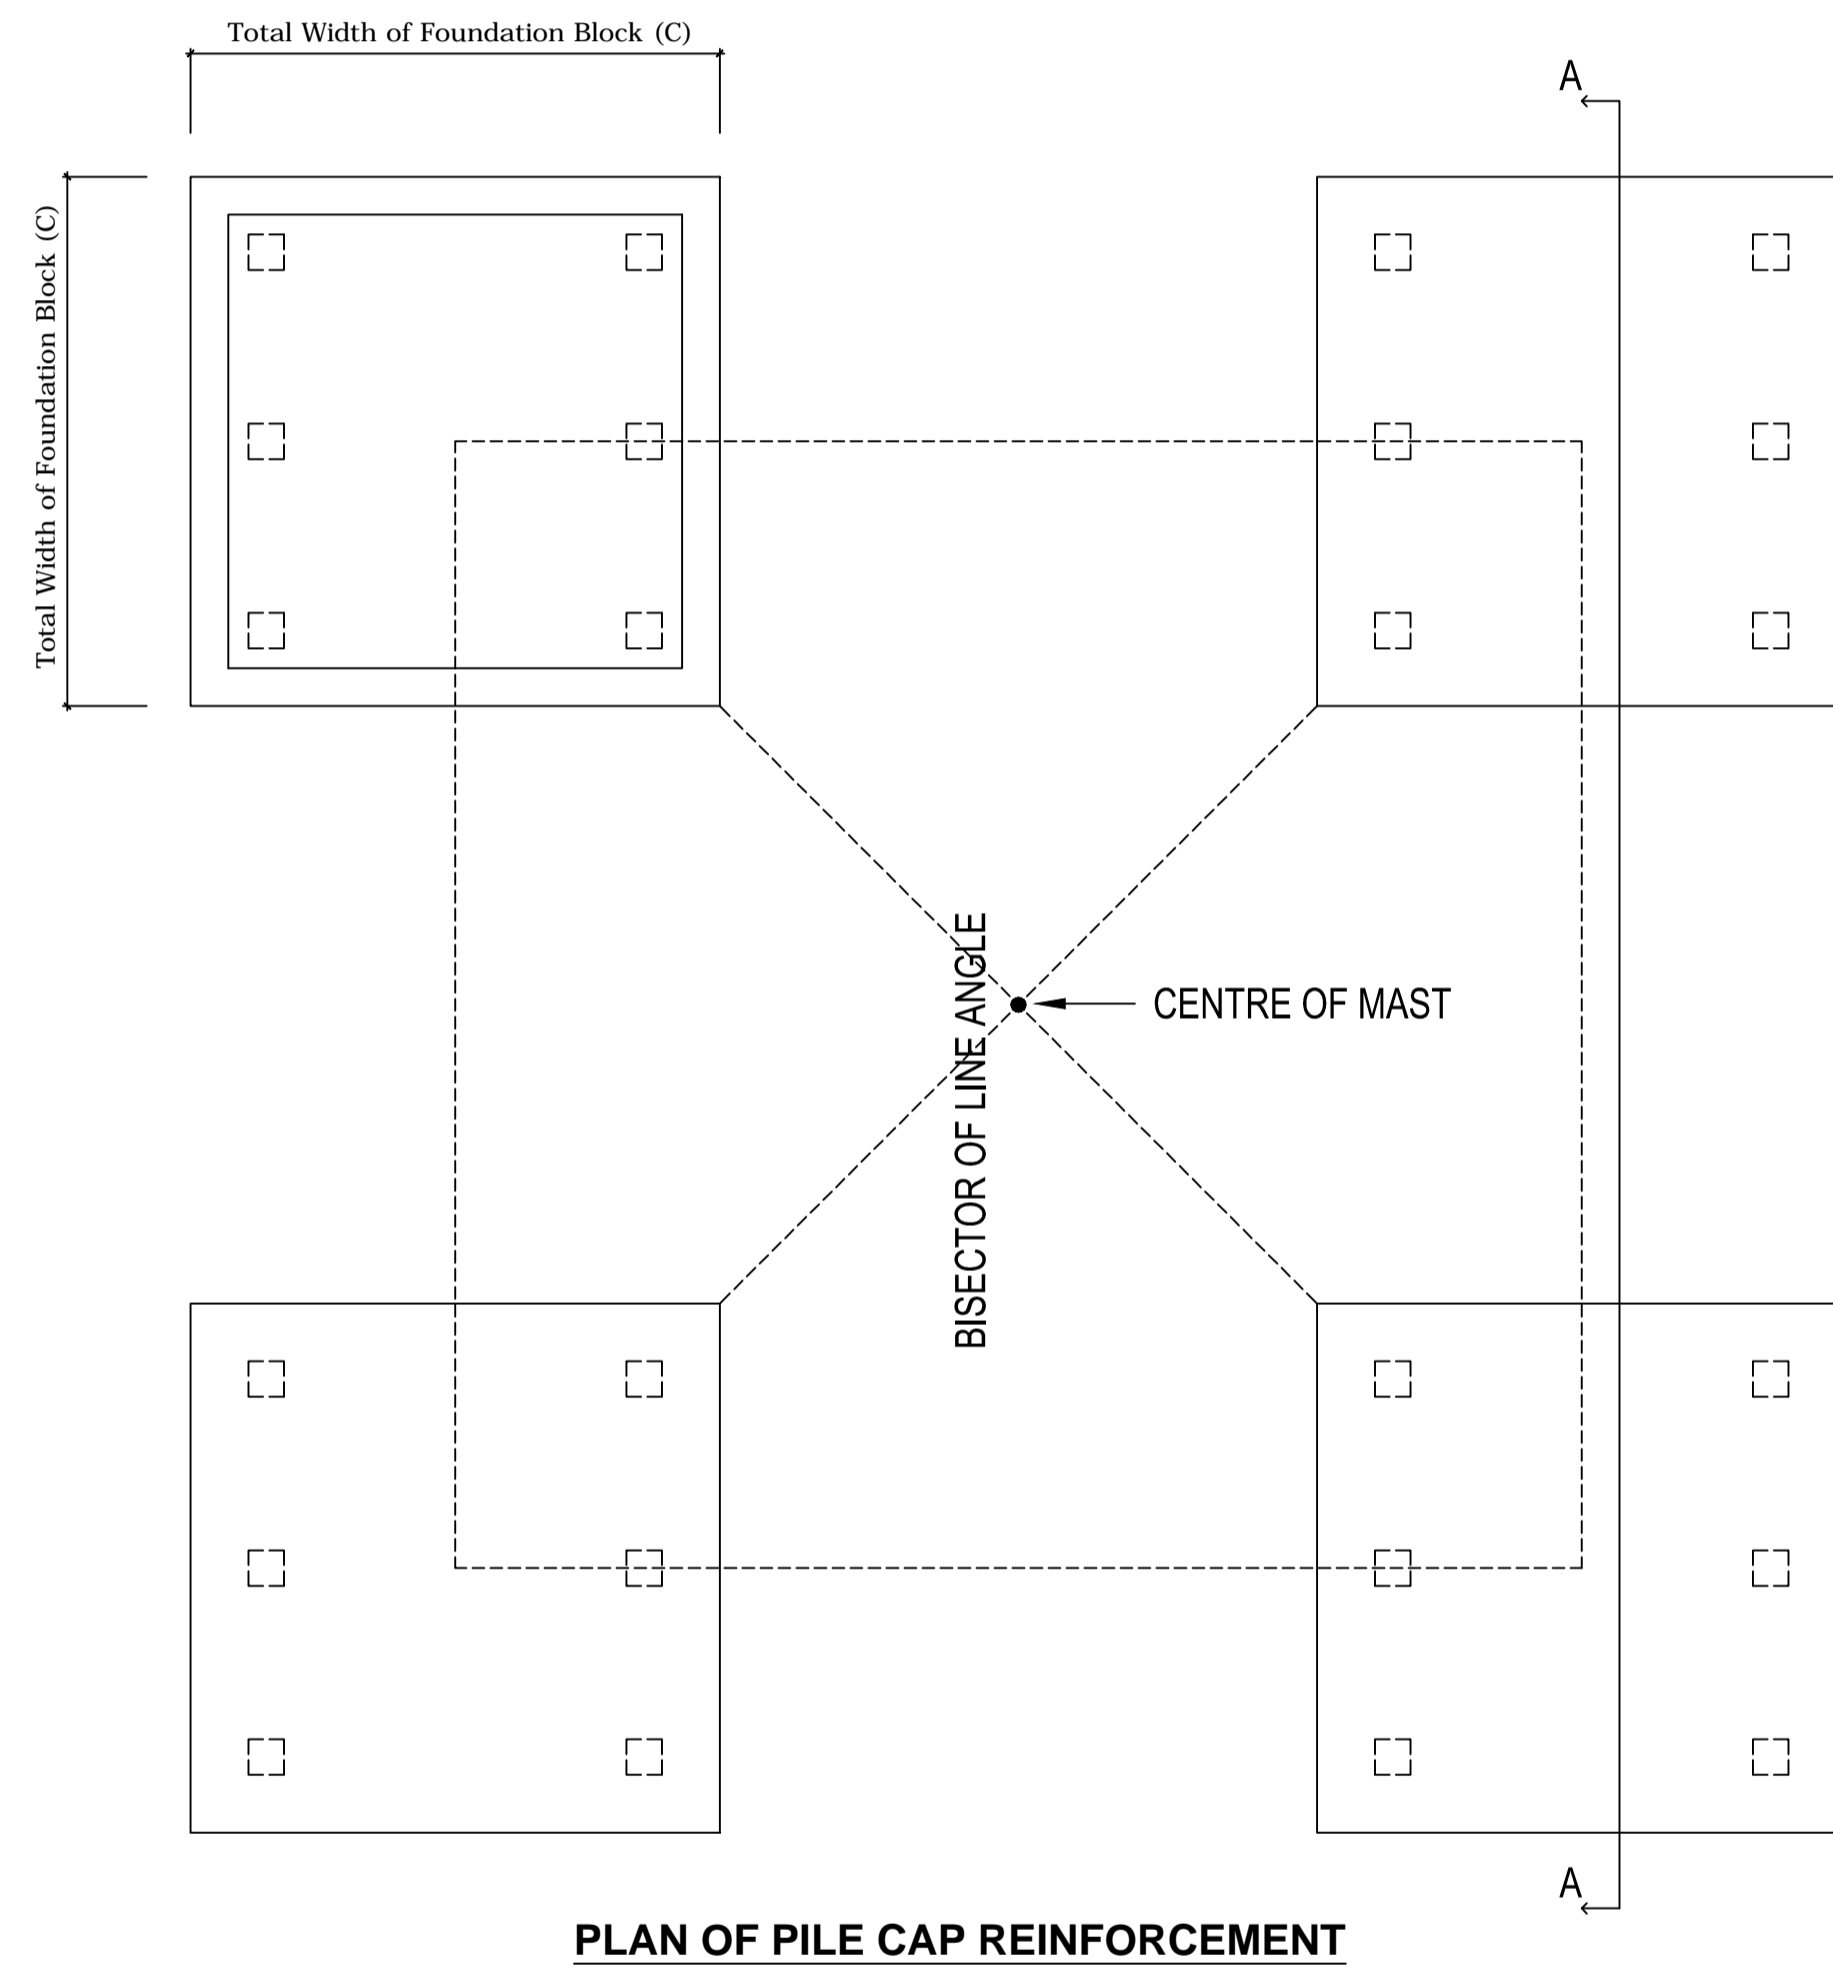 Total Width of Foundation Block (C)
A
Total Width of Foundation Block (C)
BISECTOR OF LINE ANGLE
CENTRE OF MAST
A
PLAN OF PILE CAP REINFORCEMENT